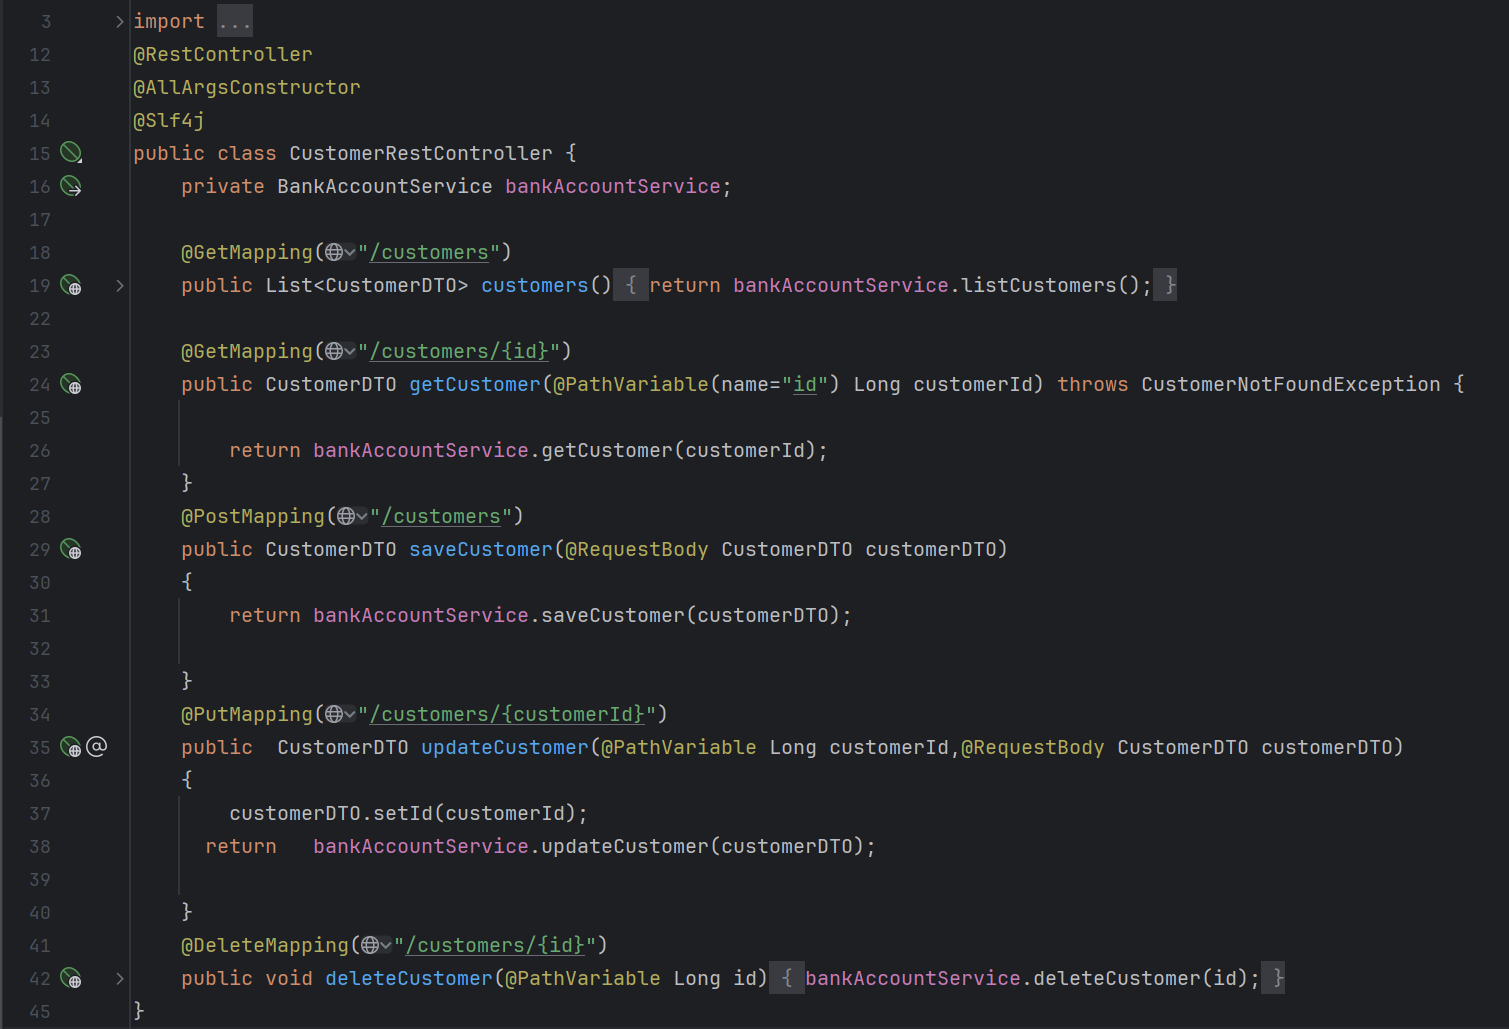 3 import ...
12 @RestController
13 @AllArgsConstructor
14 @Slf4j
15 public class CustomerRestController {
16     private BankAccountService bankAccountService;
17
18     @GetMapping("/customers")
19     public List<CustomerDTO> customers() { return bankAccountService.listCustomers(); }
22
23     @GetMapping("/customers/{id}")
24     public CustomerDTO getCustomer(@PathVariable(name="id") Long customerId) throws CustomerNotFoundException {
25
26         return bankAccountService.getCustomer(customerId);
27     }
28     @PostMapping("/customers")
29     public CustomerDTO saveCustomer(@RequestBody CustomerDTO customerDTO)
30     {
31         return bankAccountService.saveCustomer(customerDTO);
32
33     }
34     @PutMapping("/customers/{customerId}")
35     public  CustomerDTO updateCustomer(@PathVariable Long customerId,@RequestBody CustomerDTO customerDTO)
36     {
37         customerDTO.setId(customerId);
38       return   bankAccountService.updateCustomer(customerDTO);
39
40     }
41     @DeleteMapping("/customers/{id}")
42     public void deleteCustomer(@PathVariable Long id) { bankAccountService.deleteCustomer(id); }
45 }